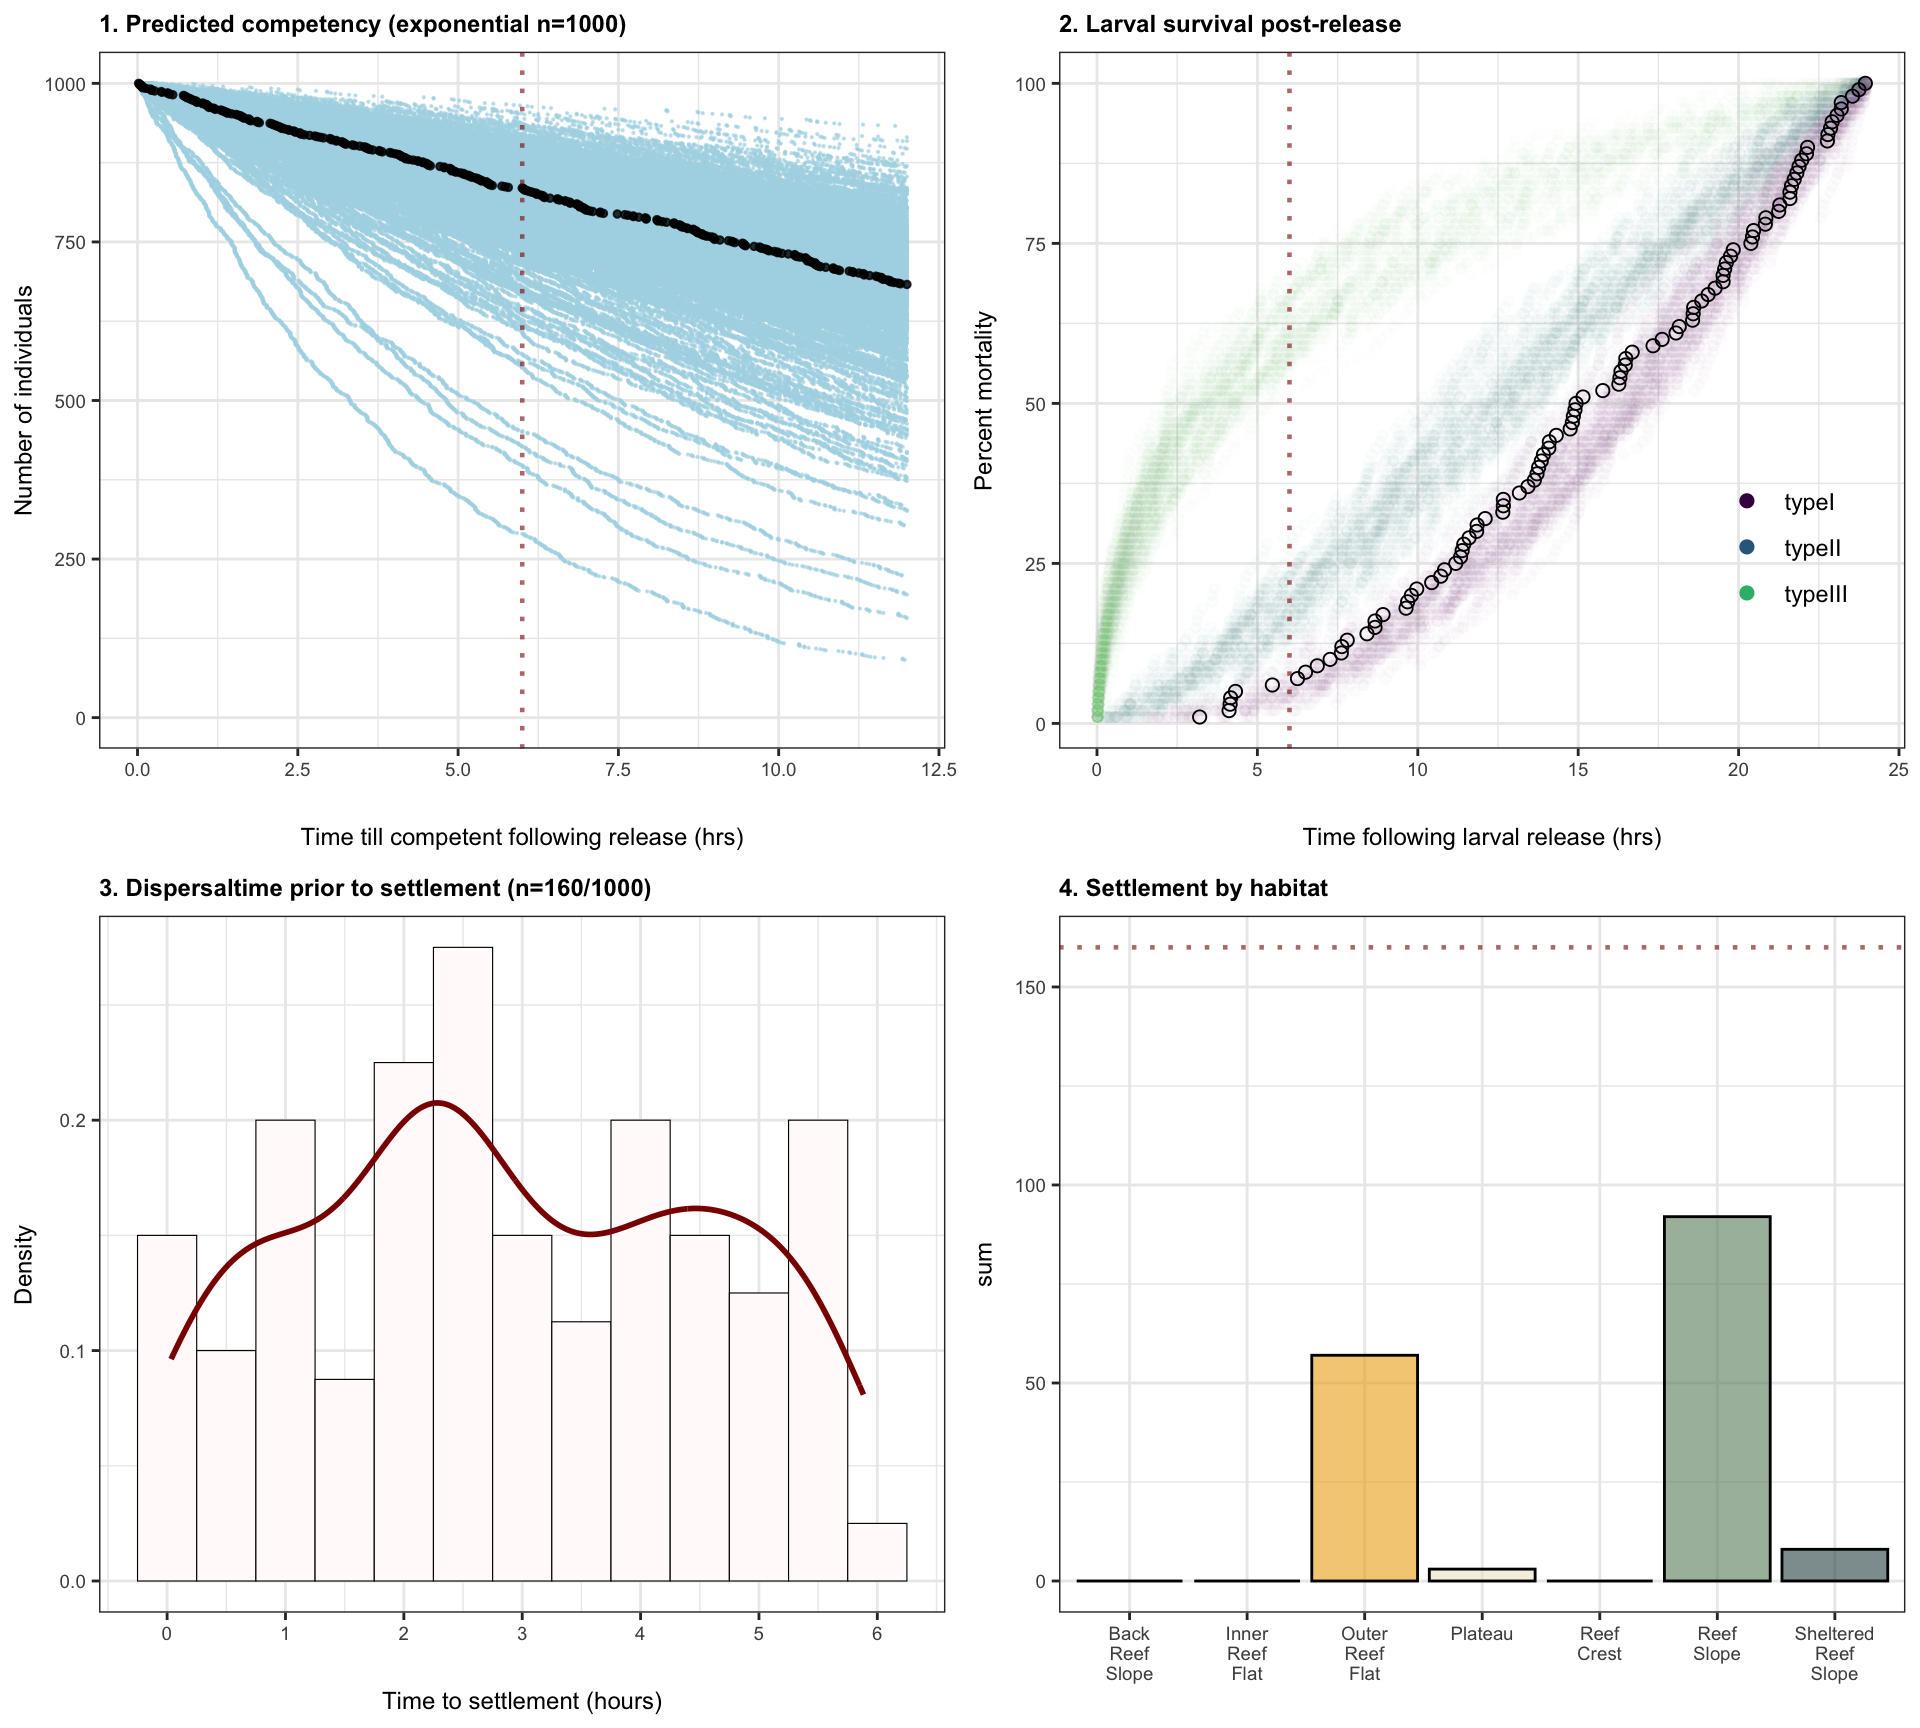 1. Predicted competency (exponential n=1000)
Number of individuals
1000
750
500
250
0
0.0 2.5 5.0 7.5 10.0 12.5
Time till competent following release (hrs)
2. Larval survival post-release
Percent mortality
100
75
50
25
0
typeI
typeII
typeIII
0 5 10 15 20 25
Time following larval release (hrs)
3. Dispersaltime prior to settlement (n=160/1000)
Density
0.2
0.1
0.0
0 1 2 3 4 5 6
Time to settlement (hours)
4. Settlement by habitat
sum
150
100
50
0
Back
Reef
Slope
Inner
Reef
Flat
Outer
Reef
Flat
Plateau
Reef
Crest
Reef
Slope
Sheltered
Reef
Slope